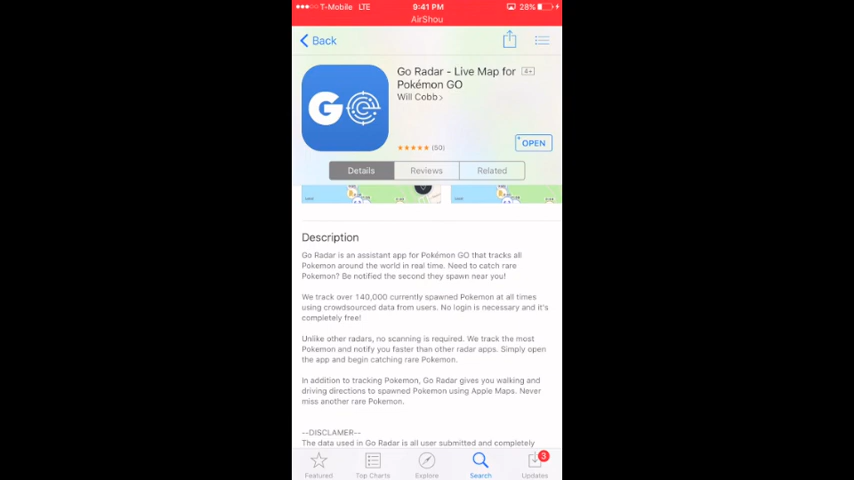 T-Mobile LTE 9:41 PM 28%
AirShou
Back
Go Radar - Live Map for 4+
Pokémon GO
Will Cobb >
GO
★★★★★ (50)
OPEN
Details Reviews Related
Description
Go Radar is an assistant app for Pokémon GO that tracks all
Pokemon around the world in real time. Need to catch rare
Pokemon? Be notified the second they spawn near you!
We track over 140,000 currently spawned Pokemon at all times
using crowdsourced data from users. No login is necessary and it's
completely free!
Unlike other radars, no scanning is required. We track the most
Pokemon and notify you faster than other radar apps. Simply open
the app and begin catching rare Pokemon.
In addition to tracking Pokemon, Go Radar gives you walking and
driving directions to spawned Pokemon using Apple Maps. Never
miss another rare Pokemon.
--DISCLAMER--
The data used in Go Radar is all user submitted and completely
3
Featured Top Charts Explore Search Updates